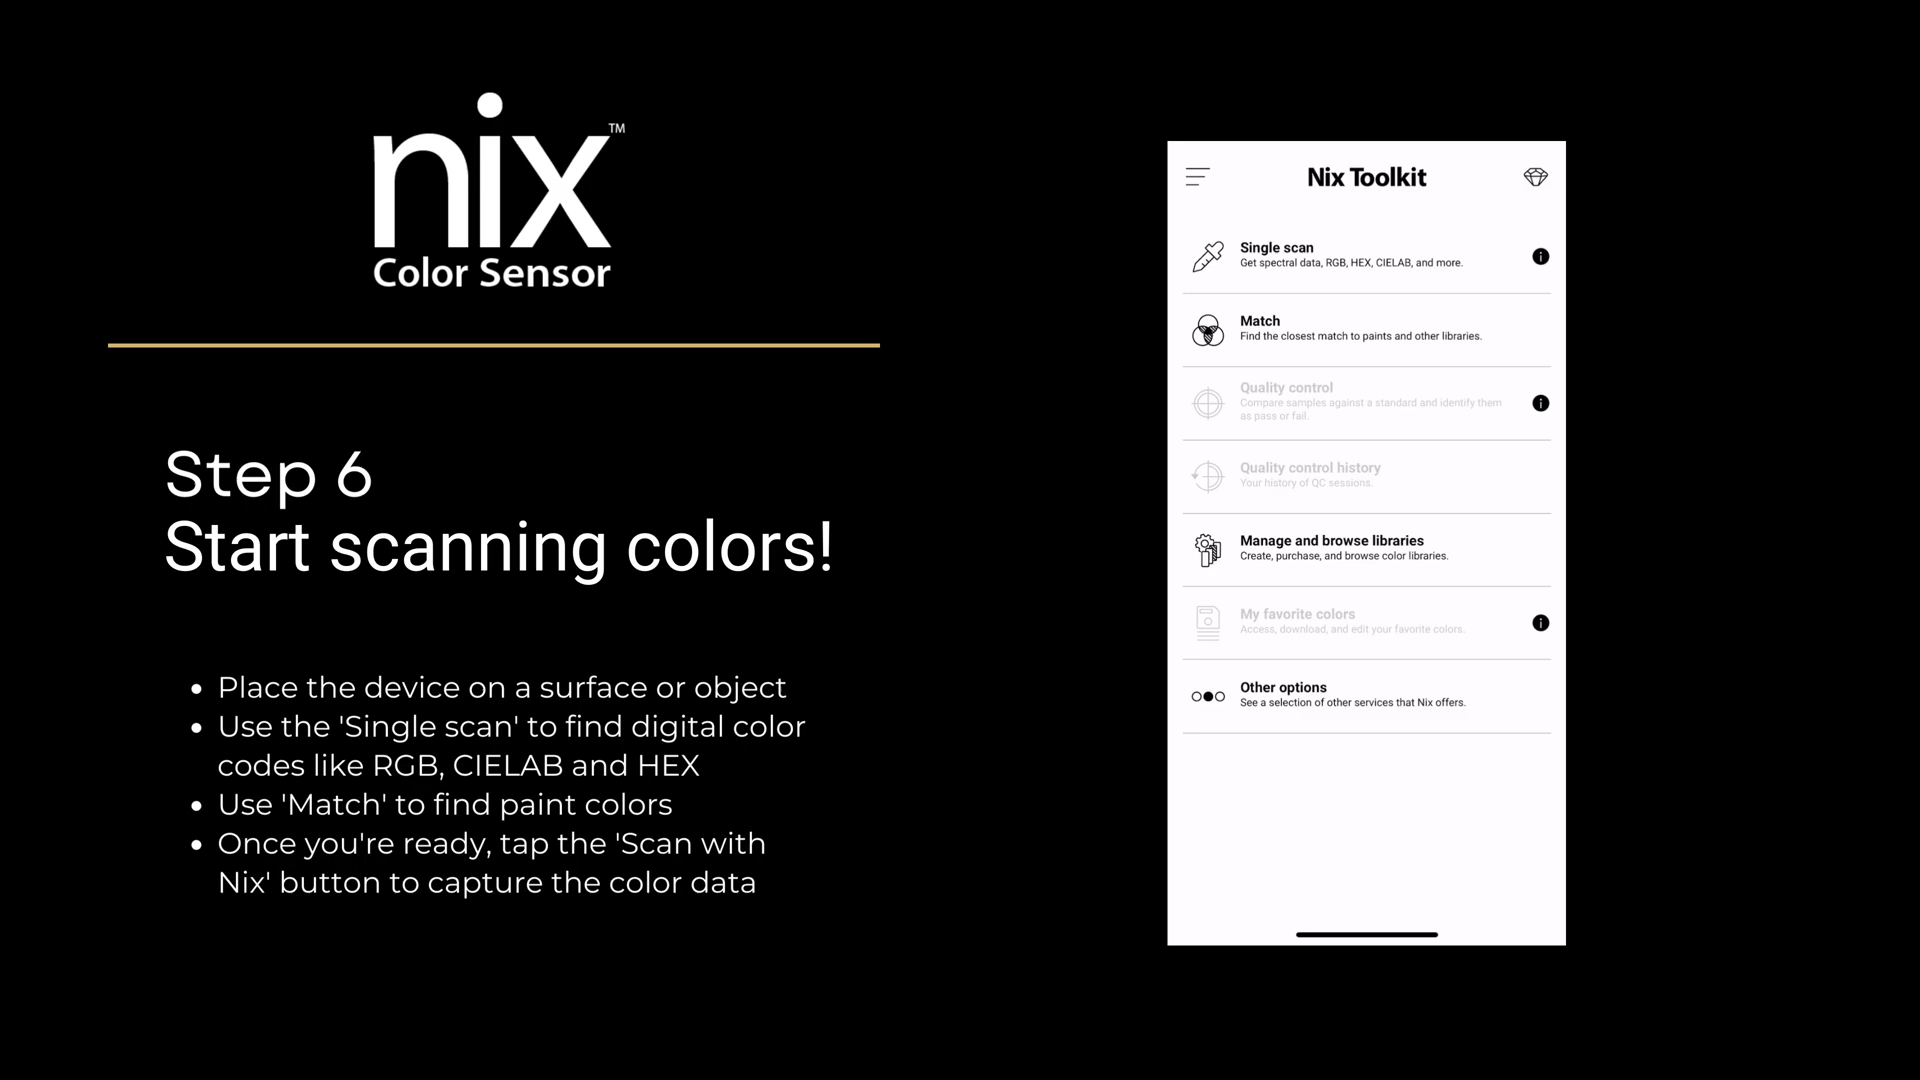 nix™
Color Sensor
Step 6
Start scanning colors!
• Place the device on a surface or object
• Use the 'Single scan' to find digital color
codes like RGB, CIELAB and HEX
• Use 'Match' to find paint colors
• Once you're ready, tap the 'Scan with
Nix' button to capture the color data
Nix Toolkit
Single scan
Get spectral data, RGB, HEX, CIELAB, and more.
Match
Find the closest match to paints and other libraries.
Quality control
Compare samples against a standard and identify them
as pass or fail.
Quality control history
Your history of QC sessions.
Manage and browse libraries
Create, purchase, and browse color libraries.
My favorite colors
Access, download, and edit your favorite colors.
Other options
See a selection of other services that Nix offers.